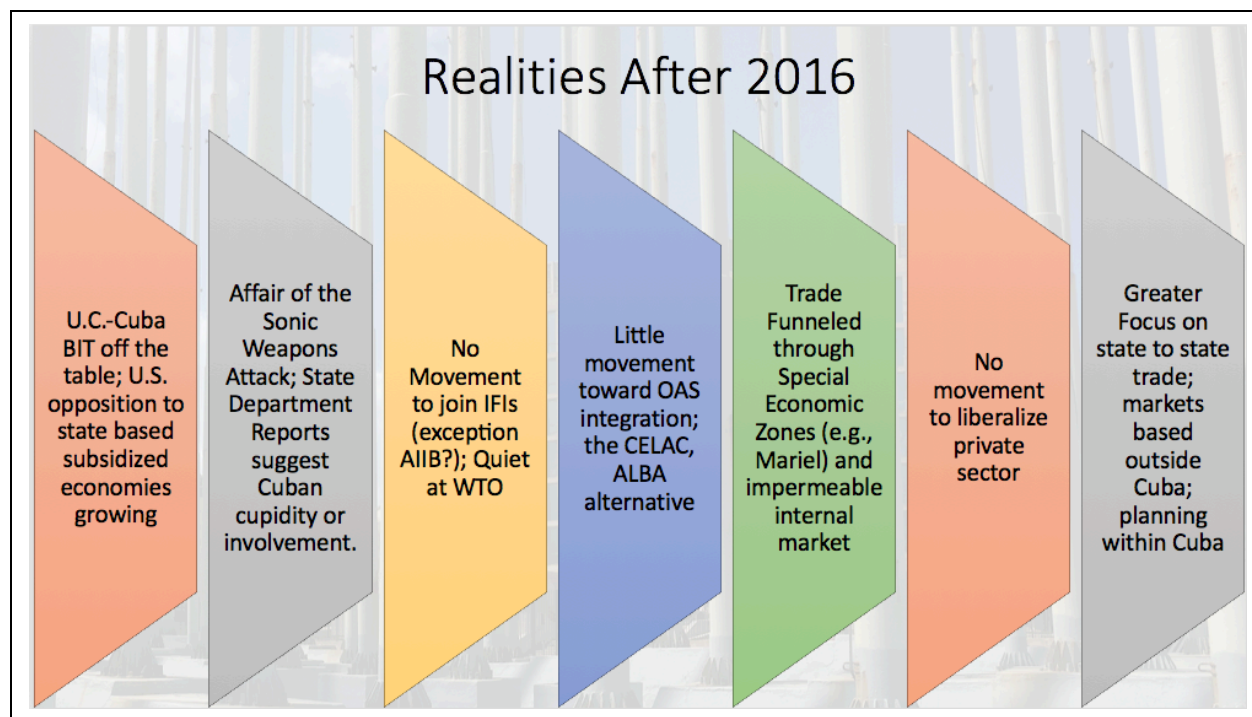 Realities After 2016
U.C.-Cuba
BIT off the
table; U.S.
opposition to
state based
subsidized
economies
growing
Affair of the
Sonic
Weapons
Attack; State
Department
Reports
suggest
Cuban
cupidity or
involvement.
No
Movement
to join IFIs
(exception
AIIB?); Quiet
at WTO
Little
movement
toward OAS
integration;
the CELAC,
ALBA
alternative
Trade
Funneled
through
Special
Economic
Zones (e.g.,
Mariel) and
impermeable
internal
market
No
movement
to liberalize
private
sector
Greater
Focus on
state to state
trade;
markets
based
outside
Cuba;
planning
within Cuba